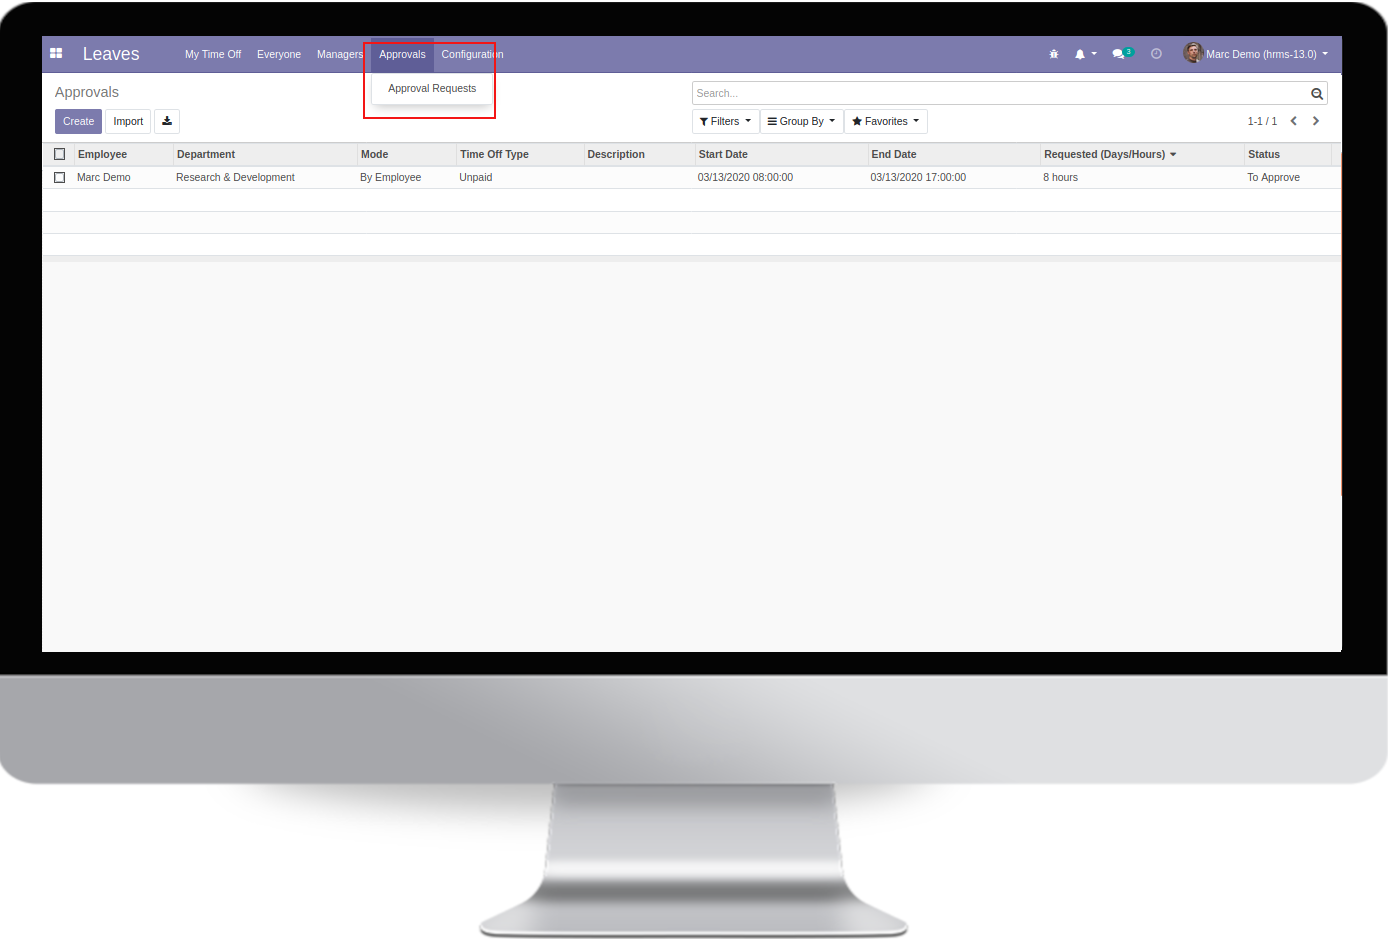 Leaves My Time Off Everyone Managers Approvals Configuration 3 Marc Demo (hrms-13.0)
Approval Requests
Approvals
Search...
Create Import Filters Group By Favorites 1-1 / 1
Employee Department Mode Time Off Type Description Start Date End Date Requested (Days/Hours) Status
Marc Demo Research & Development By Employee Unpaid 03/13/2020 08:00:00 03/13/2020 17:00:00 8 hours To Approve